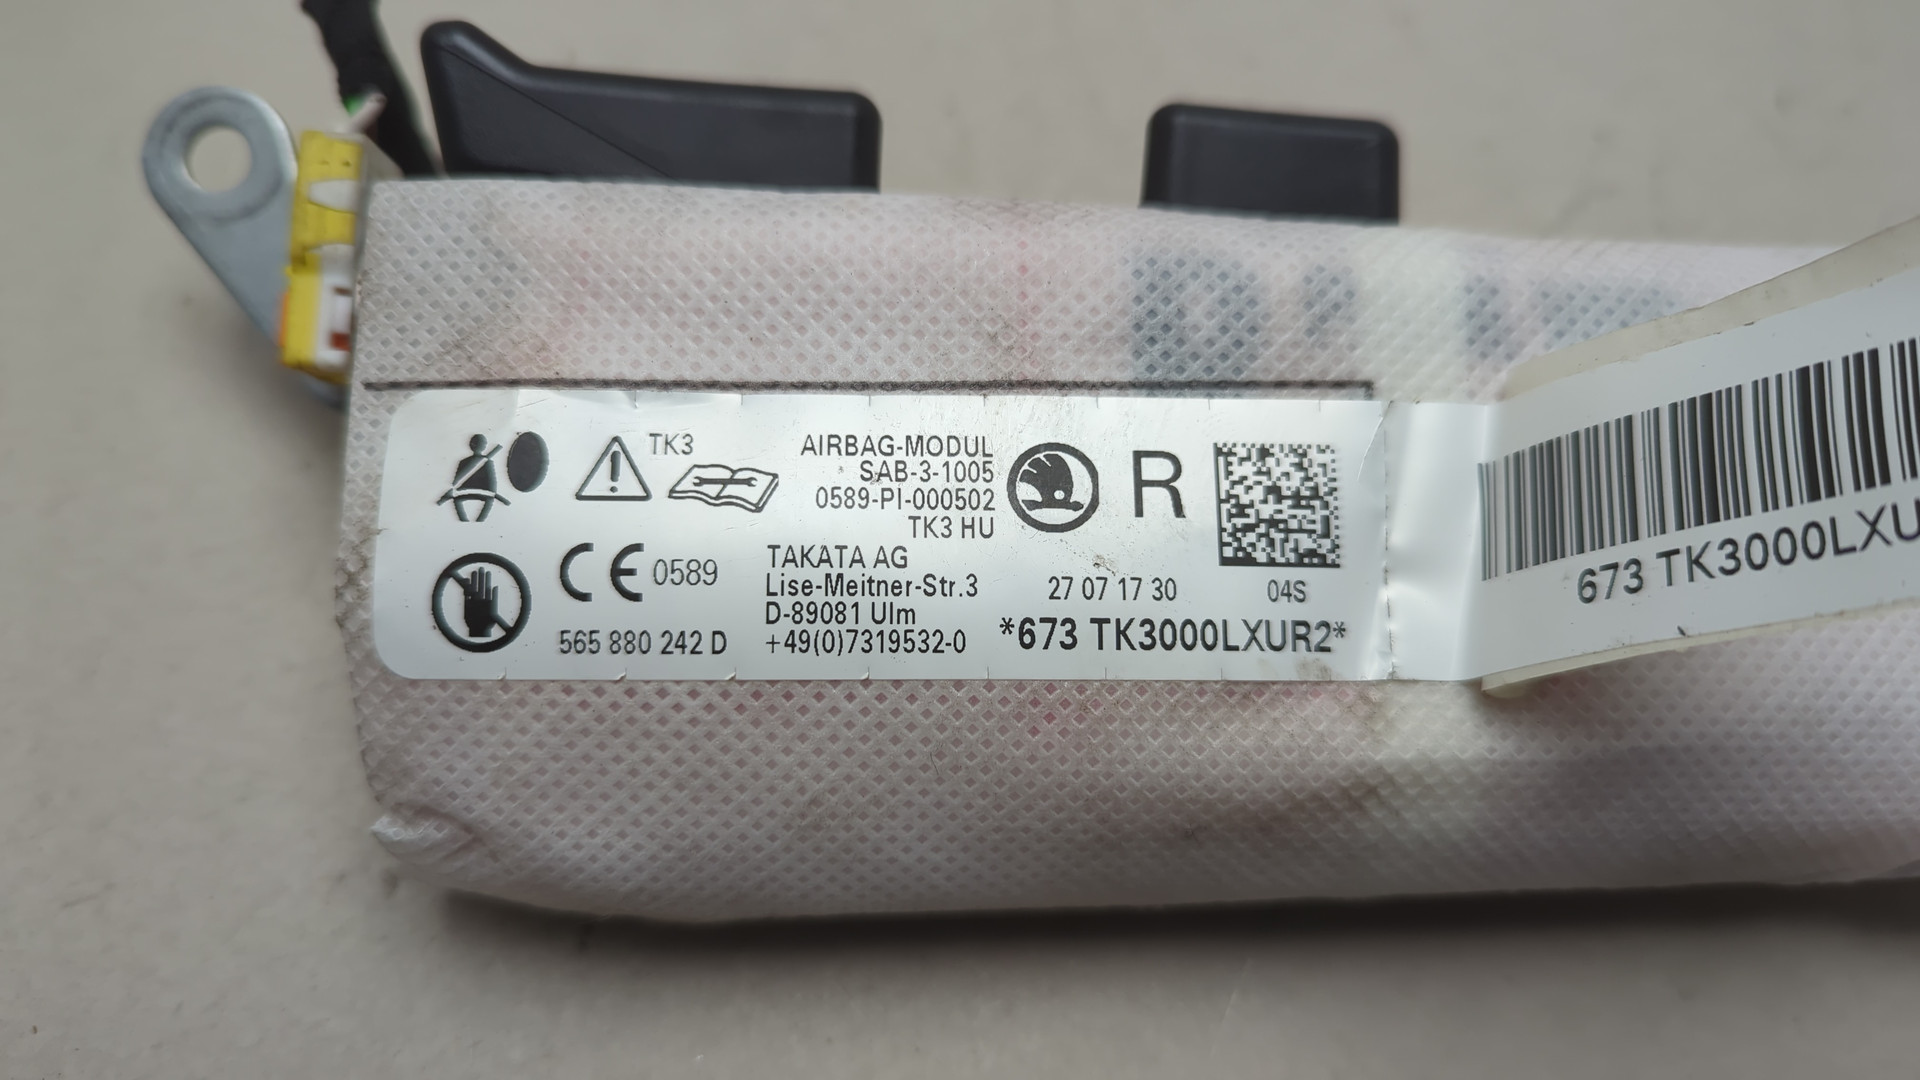 TK3
AIRBAG-MODUL
SAB-3-1005
0589-PI-000502
TK3 HU
R
CE 0589
565 880 242 D
TAKATA AG
Lise-Meitner-Str.3
D-89081 Ulm
+49(0)7319532-0
27 07 17 30
04S
*673 TK3000LXUR2*
673 TK3000LXU